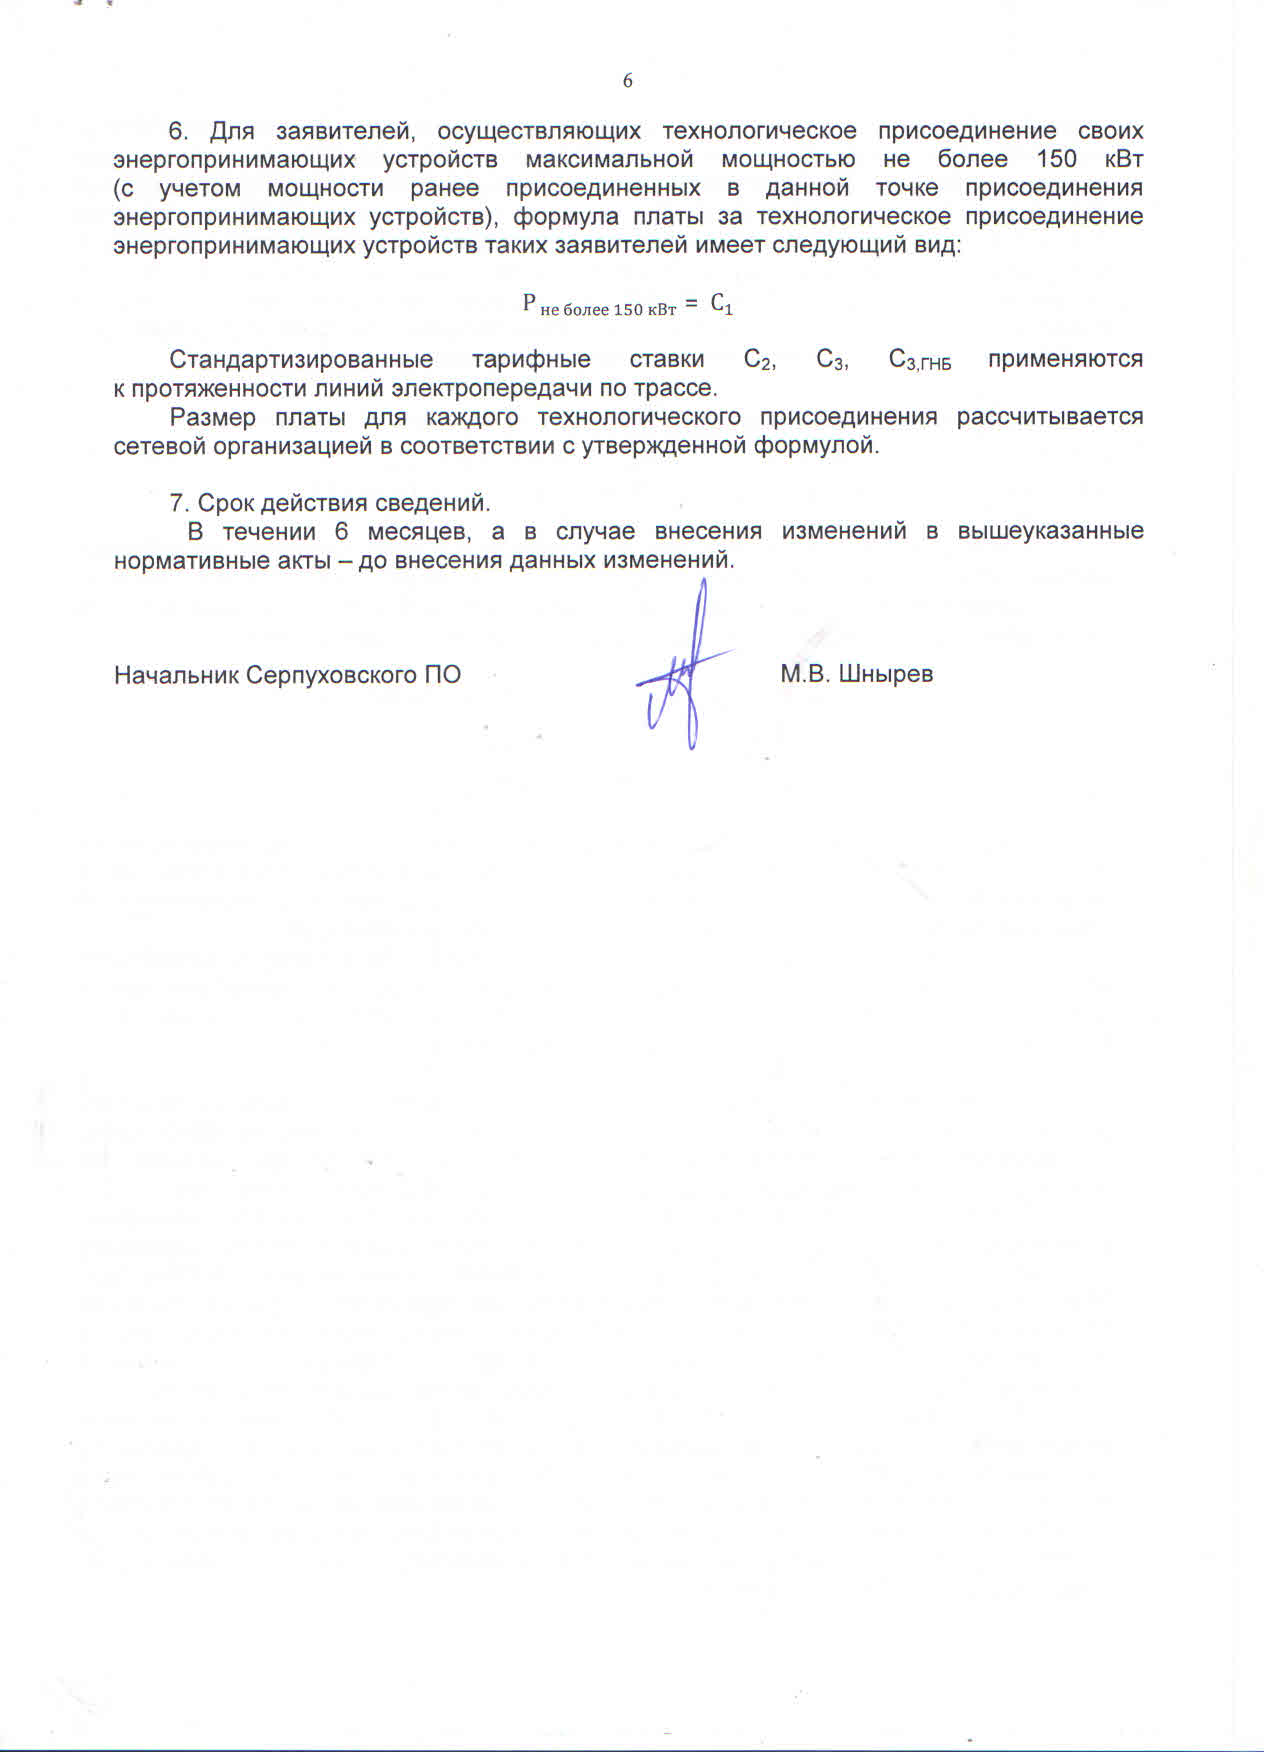 6
6. Для заявителей, осуществляющих технологическое присоединение своих
энергопринимающих устройств максимальной мощностью не более 150 кВт
(с учетом мощности ранее присоединенных в данной точке присоединения
энергопринимающих устройств), формула платы за технологическое присоединение
энергопринимающих устройств таких заявителей имеет следующий вид:
P не более 150 кВт = C₁
Стандартизированные тарифные ставки С₂, С₃, С₃,ГНБ применяются
к протяженности линий электропередачи по трассе.
Размер платы для каждого технологического присоединения рассчитывается
сетевой организацией в соответствии с утвержденной формулой.
7. Срок действия сведений.
В течении 6 месяцев, а в случае внесения изменений в вышеуказанные
нормативные акты – до внесения данных изменений.
Начальник Серпуховского ПО М.В. Шнырев